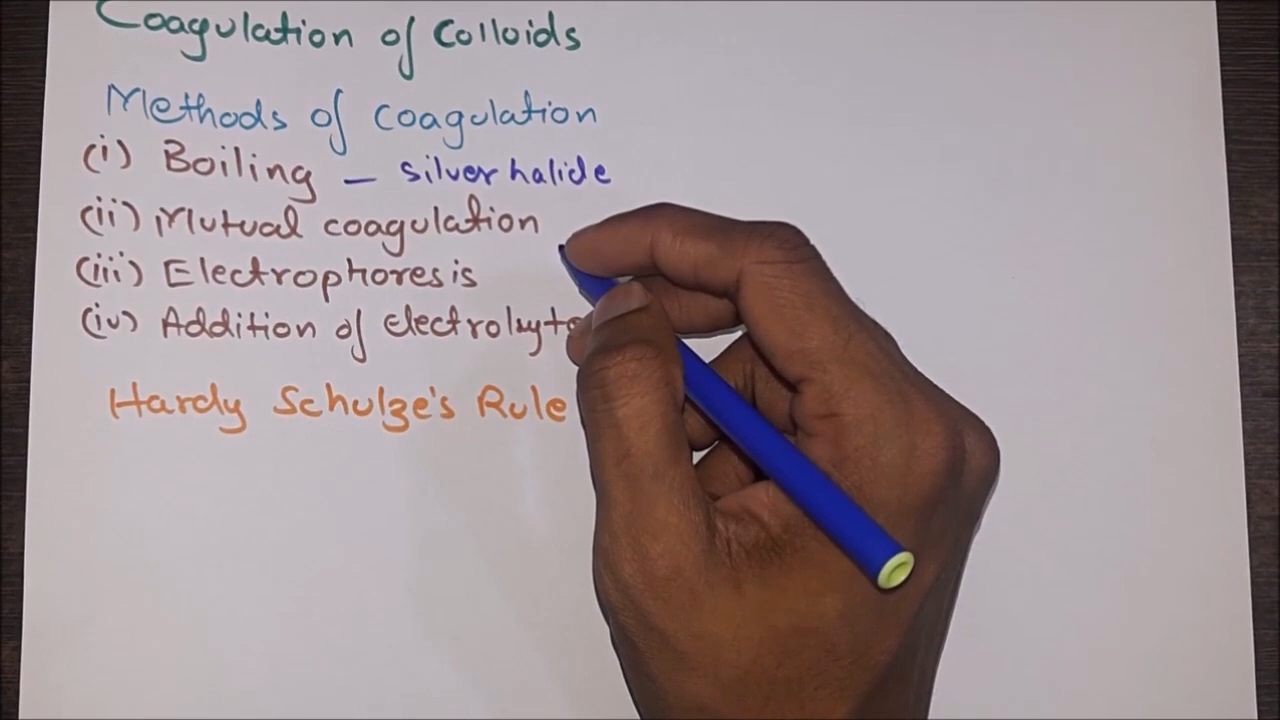 Coagulation of Colloids
Methods of coagulation
(i) Boiling — silver halide
(ii) Mutual coagulation
(iii) Electrophoresis
(iv) Addition of electrolyte
Hardy Schulze's Rule